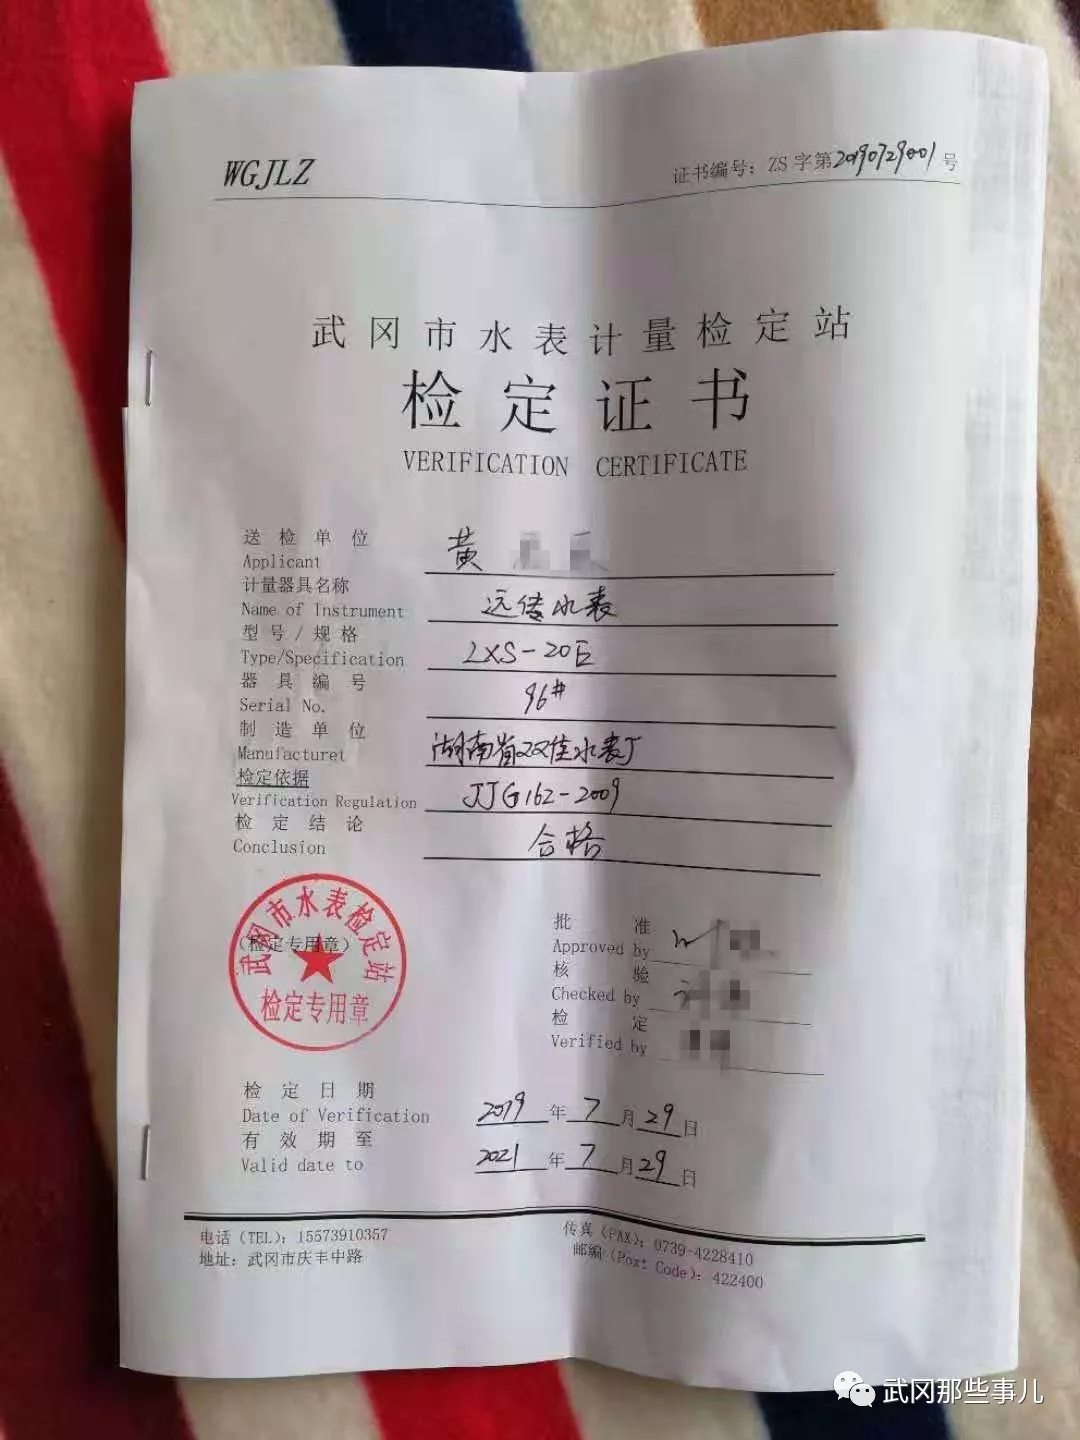 WGJLZ
证书编号：ZS 字第20190729001号
武冈市水表计量检定站
检定证书
VERIFICATION CERTIFICATE
送检单位 黄
Applicant
计量器具名称 远传水表
Name of Instrument
型号/规格 LXS-20E
Type/Specification
器具编号 96#
Serial No.
制造单位 湖南省双佳水表厂
Manufacturet
检定依据 JJG162-2009
Verification Regulation
检定结论 合格
Conclusion
武冈市水表检定站
(检定专用章)
检定专用章
批准
Approved by
核验
Checked by
检定
Verified by
检定日期 2019年7月29日
Date of Verification
有效期至 2021年7月29日
Valid date to
电话（TEL）：15573910357 传真（PAX）：0739-4228410
地址：武冈市庆丰中路 邮编（Poxt Code）：422400
武冈那些事儿